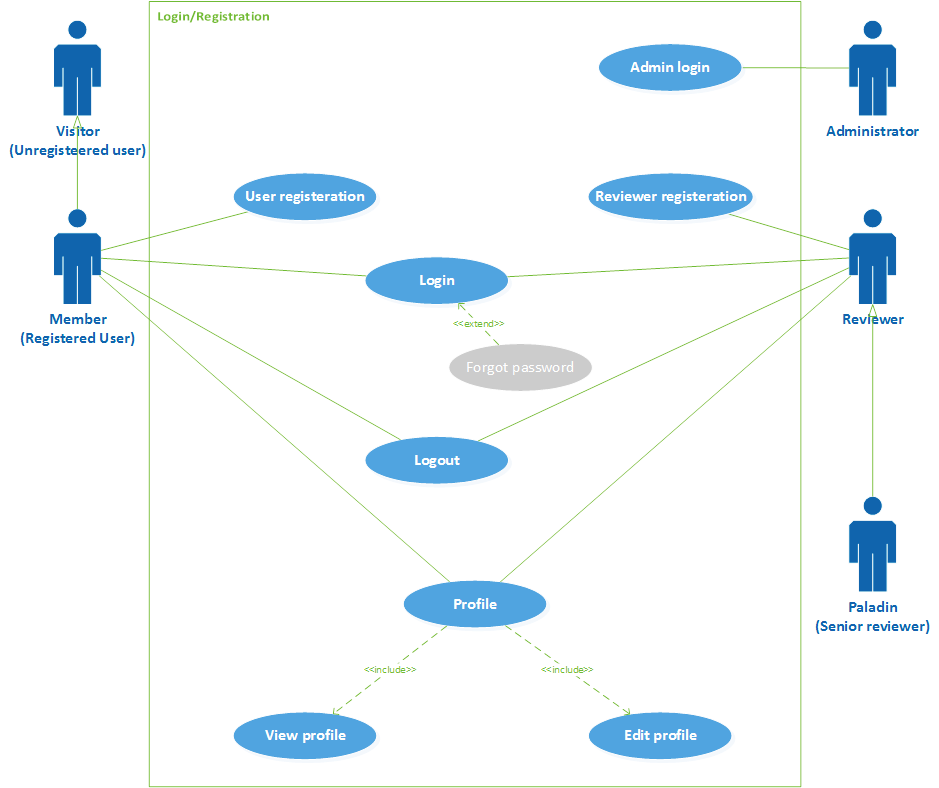 Login/Registration
Admin login
Administrator
Visitor
(Unregisteered user)
User registeration
Reviewer registeration
Login
Member
(Registered User)
Reviewer
<<extend>>
Forgot password
Logout
Profile
Paladin
(Senior reviewer)
<<include>>
<<include>>
View profile
Edit profile